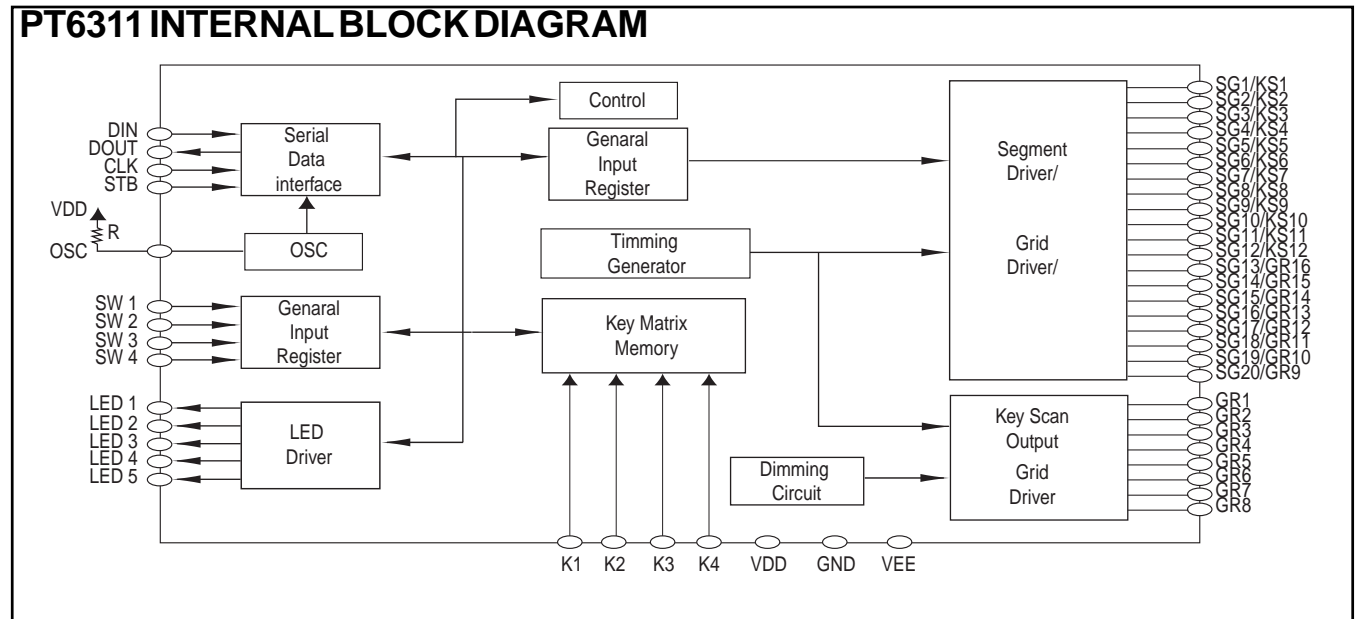 PT6311 INTERNAL BLOCK DIAGRAM
DIN
DOUT
CLK
STB
VDD
R
OSC
SW 1
SW 2
SW 3
SW 4
LED 1
LED 2
LED 3
LED 4
LED 5
Serial
Data
interface
OSC
Genaral
Input
Register
LED
Driver
Control
Genaral
Input
Register
Timming
Generator
Key Matrix
Memory
Dimming
Circuit
Segment
Driver/
Grid
Driver/
Key Scan
Output
Grid
Driver
SG1/KS1
SG2/KS2
SG3/KS3
SG4/KS4
SG5/KS5
SG6/KS6
SG7/KS7
SG8/KS8
SG9/KS9
SG10/KS10
SG11/KS11
SG12/KS12
SG13/GR16
SG14/GR15
SG15/GR14
SG16/GR13
SG17/GR12
SG18/GR11
SG19/GR10
SG20/GR9
GR1
GR2
GR3
GR4
GR5
GR6
GR7
GR8
K1
K2
K3
K4
VDD
GND
VEE